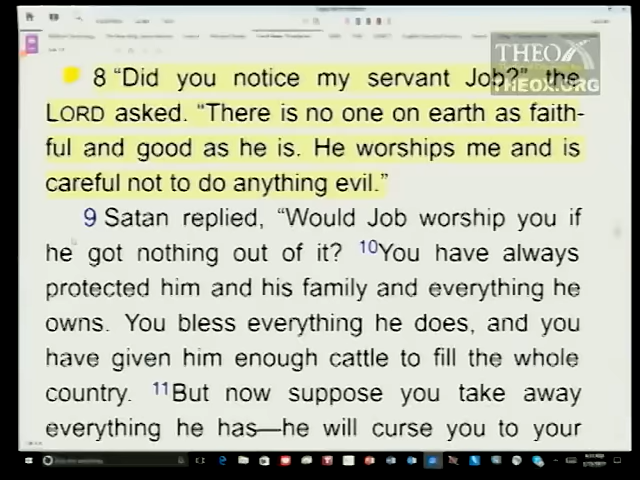 THEOX
THEOX.ORG
8 “Did you notice my servant Job?” the
LORD asked. “There is no one on earth as faith-
ful and good as he is. He worships me and is
careful not to do anything evil.”
9 Satan replied, “Would Job worship you if
he got nothing out of it? 10You have always
protected him and his family and everything he
owns. You bless everything he does, and you
have given him enough cattle to fill the whole
country. 11But now suppose you take away
everything he has—he will curse you to your